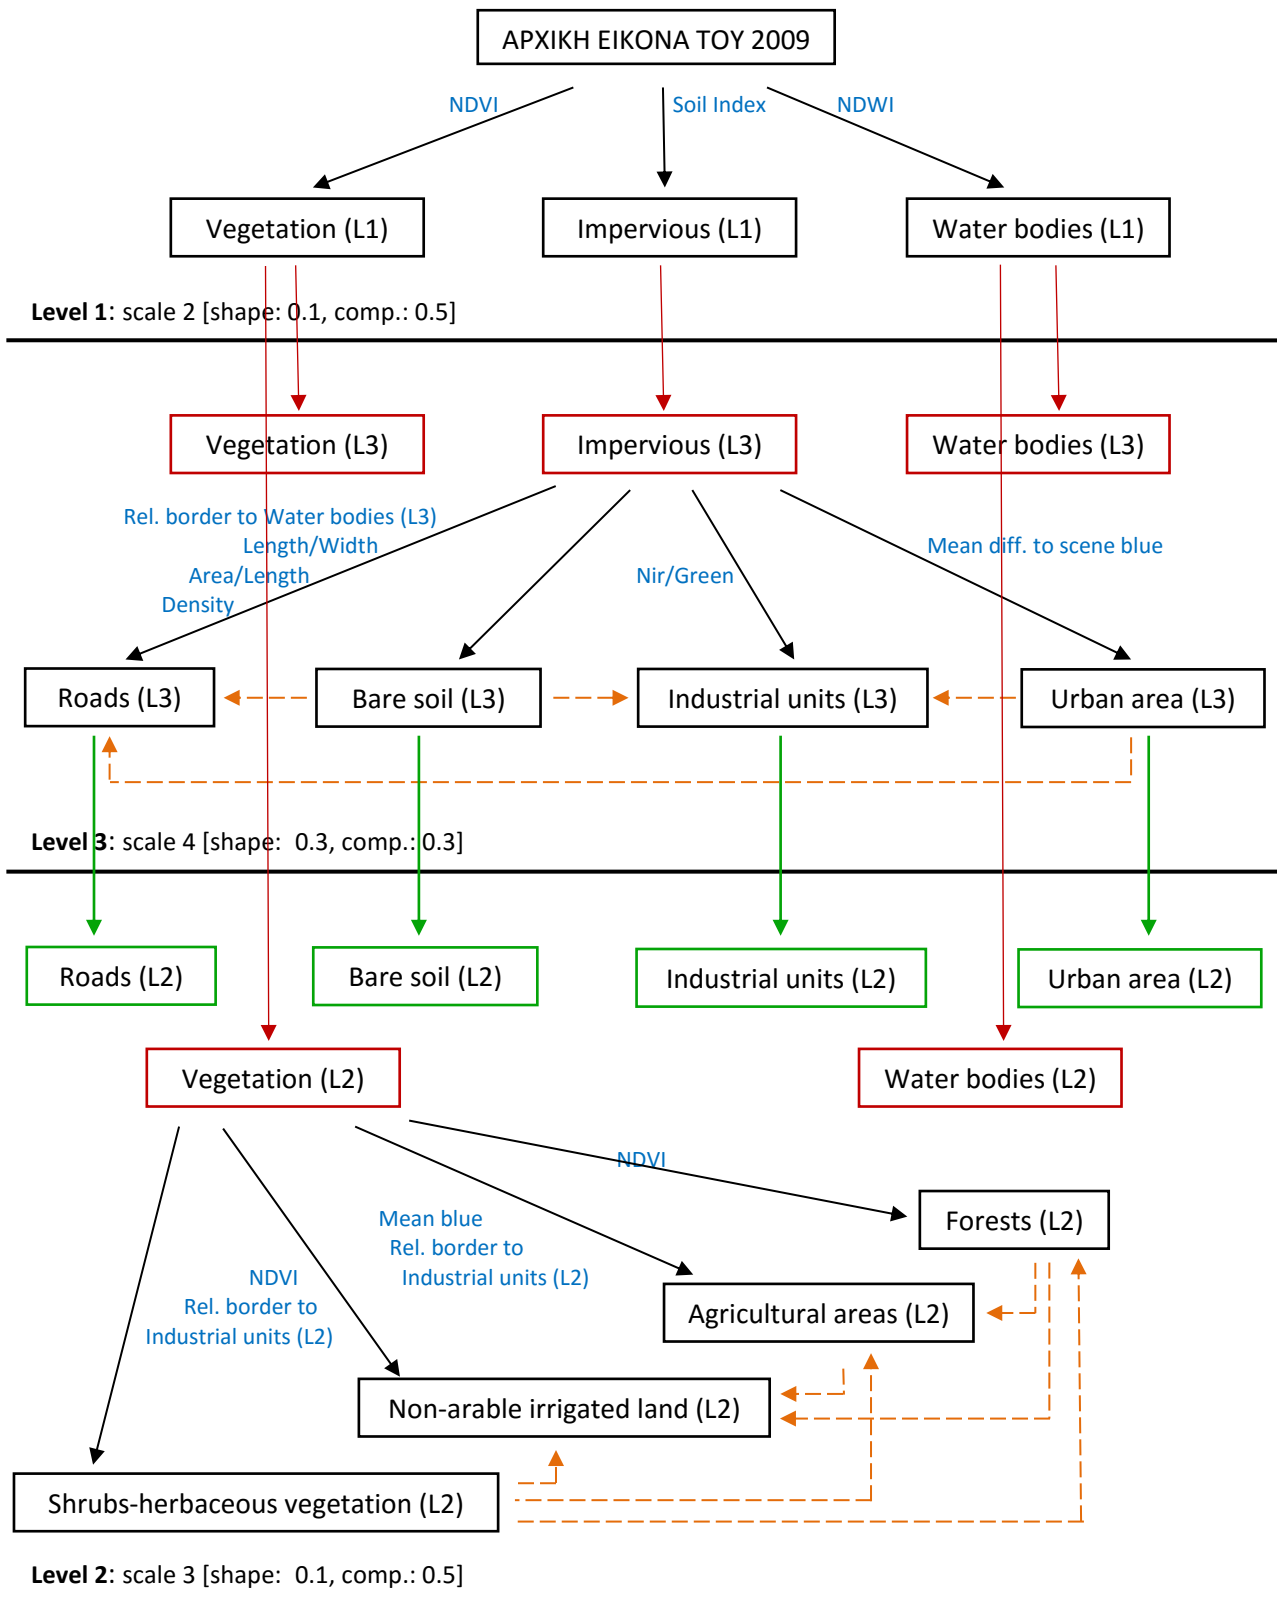 ΑΡΧΙΚΗ ΕΙΚΟΝΑ ΤΟΥ 2009
NDVI
Soil Index
NDWI
Vegetation (L1)
Impervious (L1)
Water bodies (L1)
Level 1: scale 2 [shape: 0.1, comp.: 0.5]
Vegetation (L3)
Impervious (L3)
Water bodies (L3)
Rel. border to Water bodies (L3)
Length/Width
Area/Length
Density
Nir/Green
Mean diff. to scene blue
Roads (L3)
Bare soil (L3)
Industrial units (L3)
Urban area (L3)
Level 3: scale 4 [shape:  0.3, comp.: 0.3]
Roads (L2)
Bare soil (L2)
Industrial units (L2)
Urban area (L2)
Vegetation (L2)
Water bodies (L2)
NDVI
Forests (L2)
Mean blue
Rel. border to
Industrial units (L2)
NDVI
Rel. border to
Industrial units (L2)
Agricultural areas (L2)
Non-arable irrigated land (L2)
Shrubs-herbaceous vegetation (L2)
Level 2: scale 3 [shape:  0.1, comp.: 0.5]